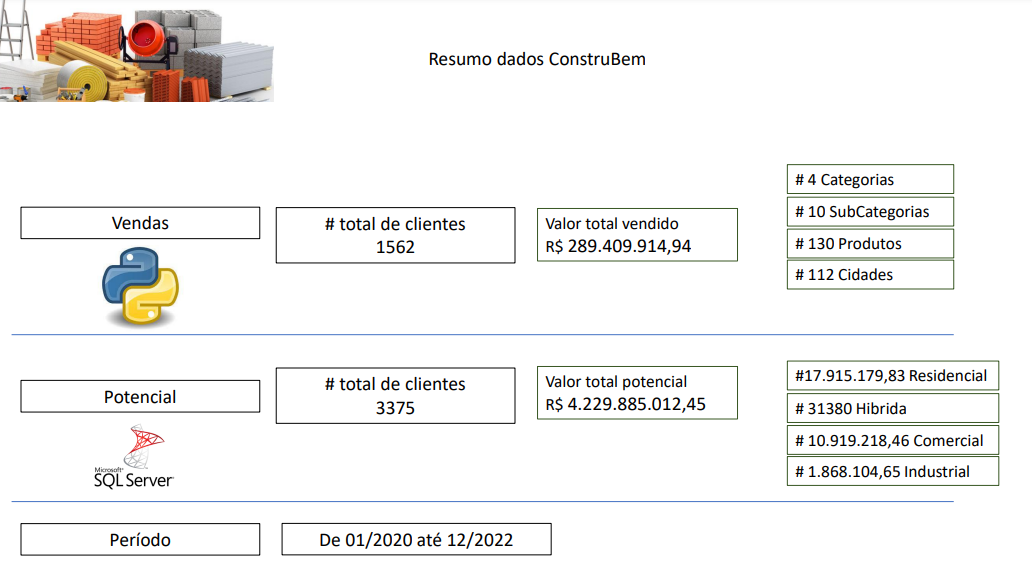 Resumo dados ConstruBem
Vendas
# total de clientes
1562
Valor total vendido
R$ 289.409.914,94
# 4 Categorias
# 10 SubCategorias
# 130 Produtos
# 112 Cidades
Potencial
# total de clientes
3375
Valor total potencial
R$ 4.229.885.012,45
#17.915.179,83 Residencial
# 31380 Hibrida
# 10.919.218,46 Comercial
# 1.868.104,65 Industrial
Microsoft®
SQL Server®
Período
De 01/2020 até 12/2022